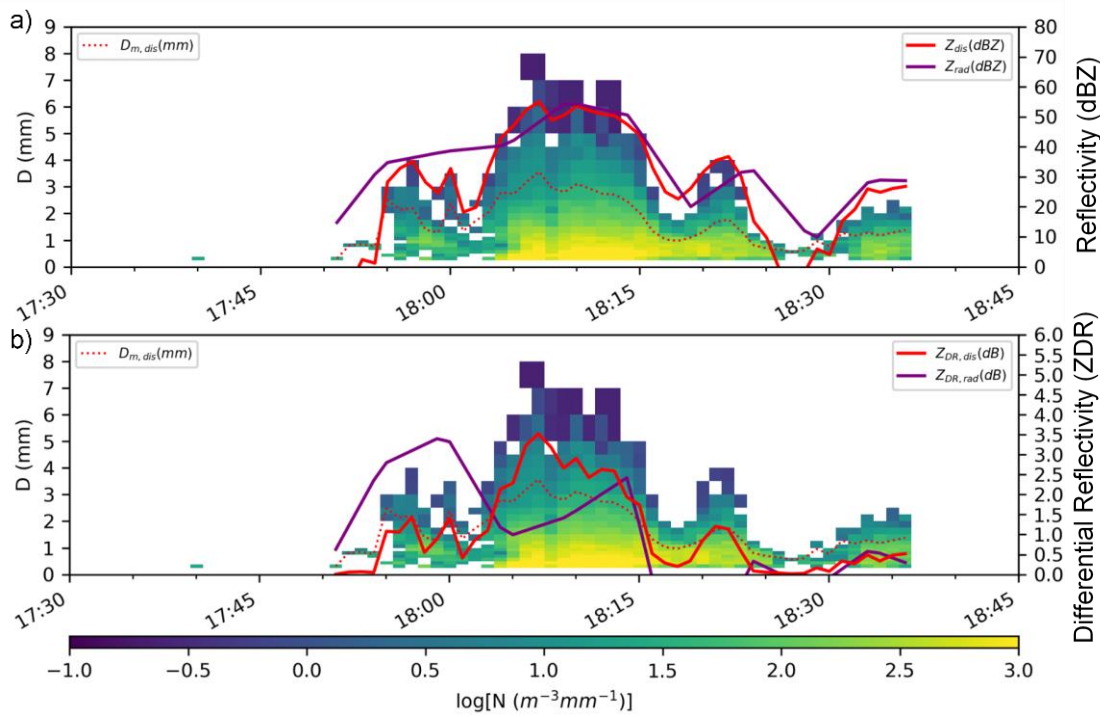 a)
9
8
7
6
5
4
3
2
1
0
D (mm)
D_{m, dis}(mm)
Z_{dis}(dBZ)
Z_{rad}(dBZ)
80
70
60
50
40
30
20
10
0
Reflectivity (dBZ)
17:30 17:45 18:00 18:15 18:30 18:45
b)
9
8
7
6
5
4
3
2
1
0
D (mm)
D_{m, dis}(mm)
Z_{DR, dis}(dB)
Z_{DR, rad}(dB)
6.0
5.5
5.0
4.5
4.0
3.5
3.0
2.5
2.0
1.5
1.0
0.5
0.0
Differential Reflectivity (ZDR)
17:30 17:45 18:00 18:15 18:30 18:45
−1.0 −0.5 0.0 0.5 1.0 1.5 2.0 2.5 3.0
log[N (m^{−3}mm^{−1})]